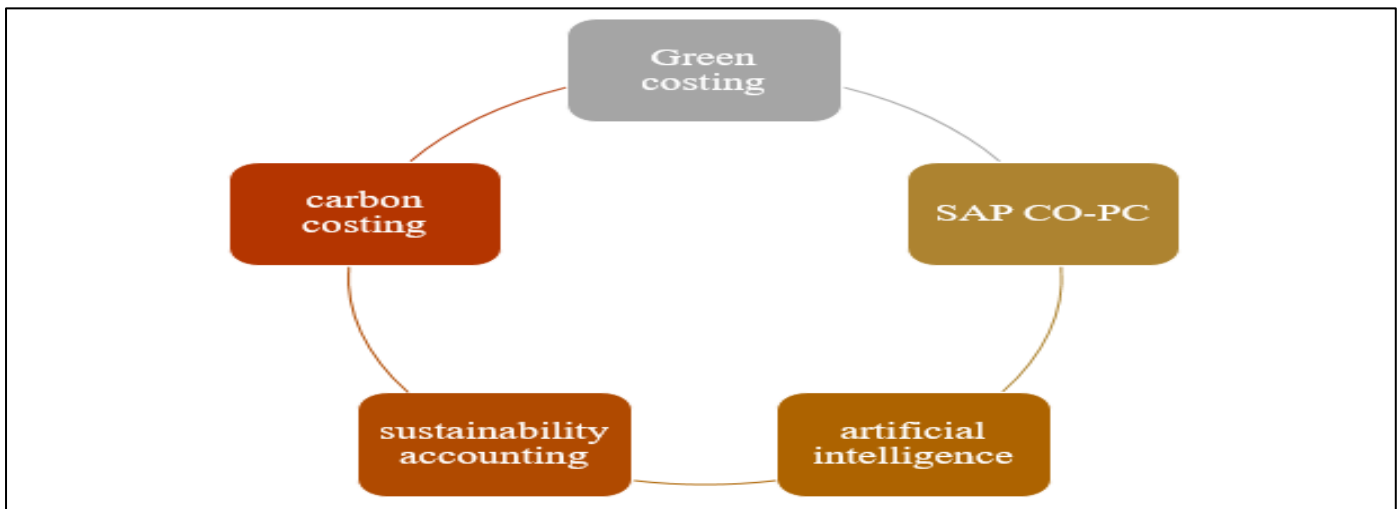 Green
costing
SAP CO-PC
artificial
intelligence
sustainability
accounting
carbon
costing